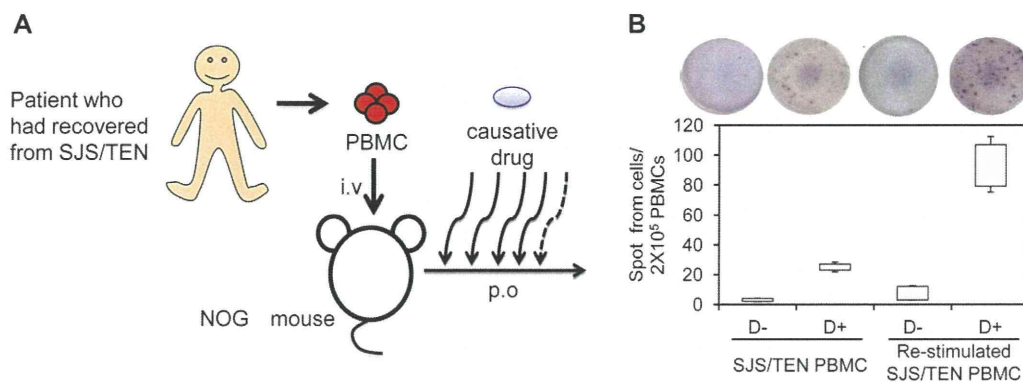 A
Patient who
had recovered
from SJS/TEN
PBMC
i.v
causative
drug
p.o
NOG mouse
B
Spot from cells/
2X10⁵ PBMCs
120
100
80
60
40
20
0
D- D+ D- D+
SJS/TEN PBMC
Re-stimulated
SJS/TEN PBMC